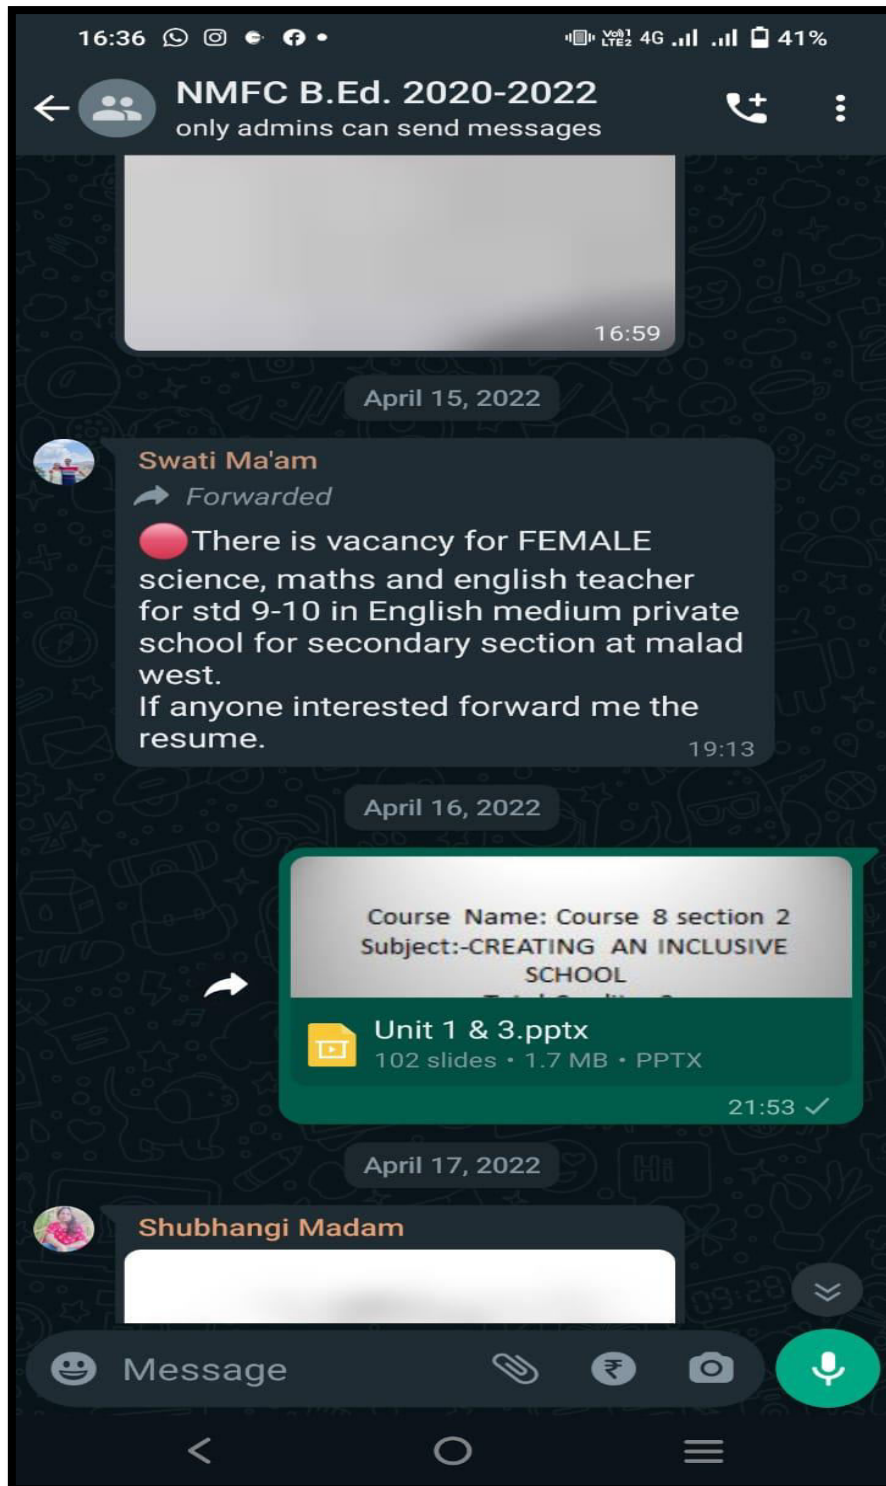 16:36 VoI) LTE2 4G 41%
NMFC B.Ed. 2020-2022
only admins can send messages
16:59
April 15, 2022
Swati Ma'am
Forwarded
🔴There is vacancy for FEMALE
science, maths and english teacher
for std 9-10 in English medium private
school for secondary section at malad
west.
If anyone interested forward me the
resume.
19:13
April 16, 2022
Course Name: Course 8 section 2
Subject:-CREATING AN INCLUSIVE
SCHOOL
Unit 1 & 3.pptx
102 slides • 1.7 MB • PPTX
21:53
April 17, 2022
Shubhangi Madam
Message
₹